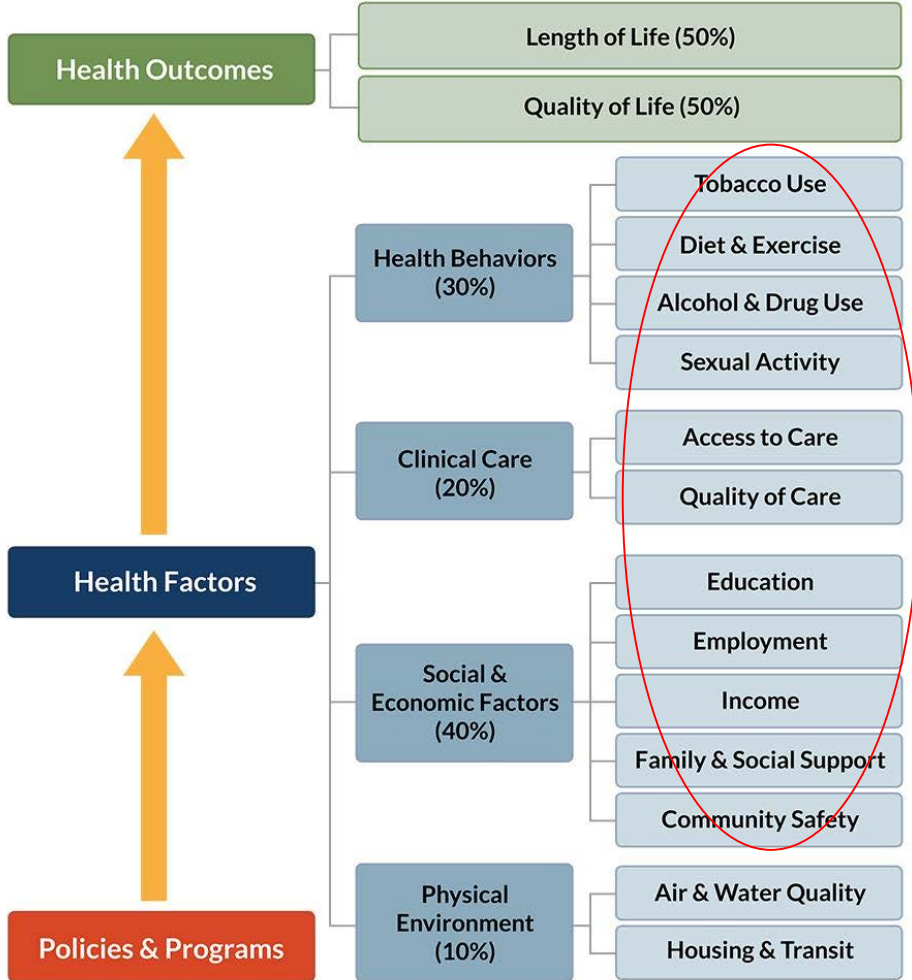 Health Outcomes
Length of Life (50%)
Quality of Life (50%)
Health Factors
Health Behaviors
(30%)
Tobacco Use
Diet & Exercise
Alcohol & Drug Use
Sexual Activity
Clinical Care
(20%)
Access to Care
Quality of Care
Social &
Economic Factors
(40%)
Education
Employment
Income
Family & Social Support
Community Safety
Physical
Environment
(10%)
Air & Water Quality
Housing & Transit
Policies & Programs